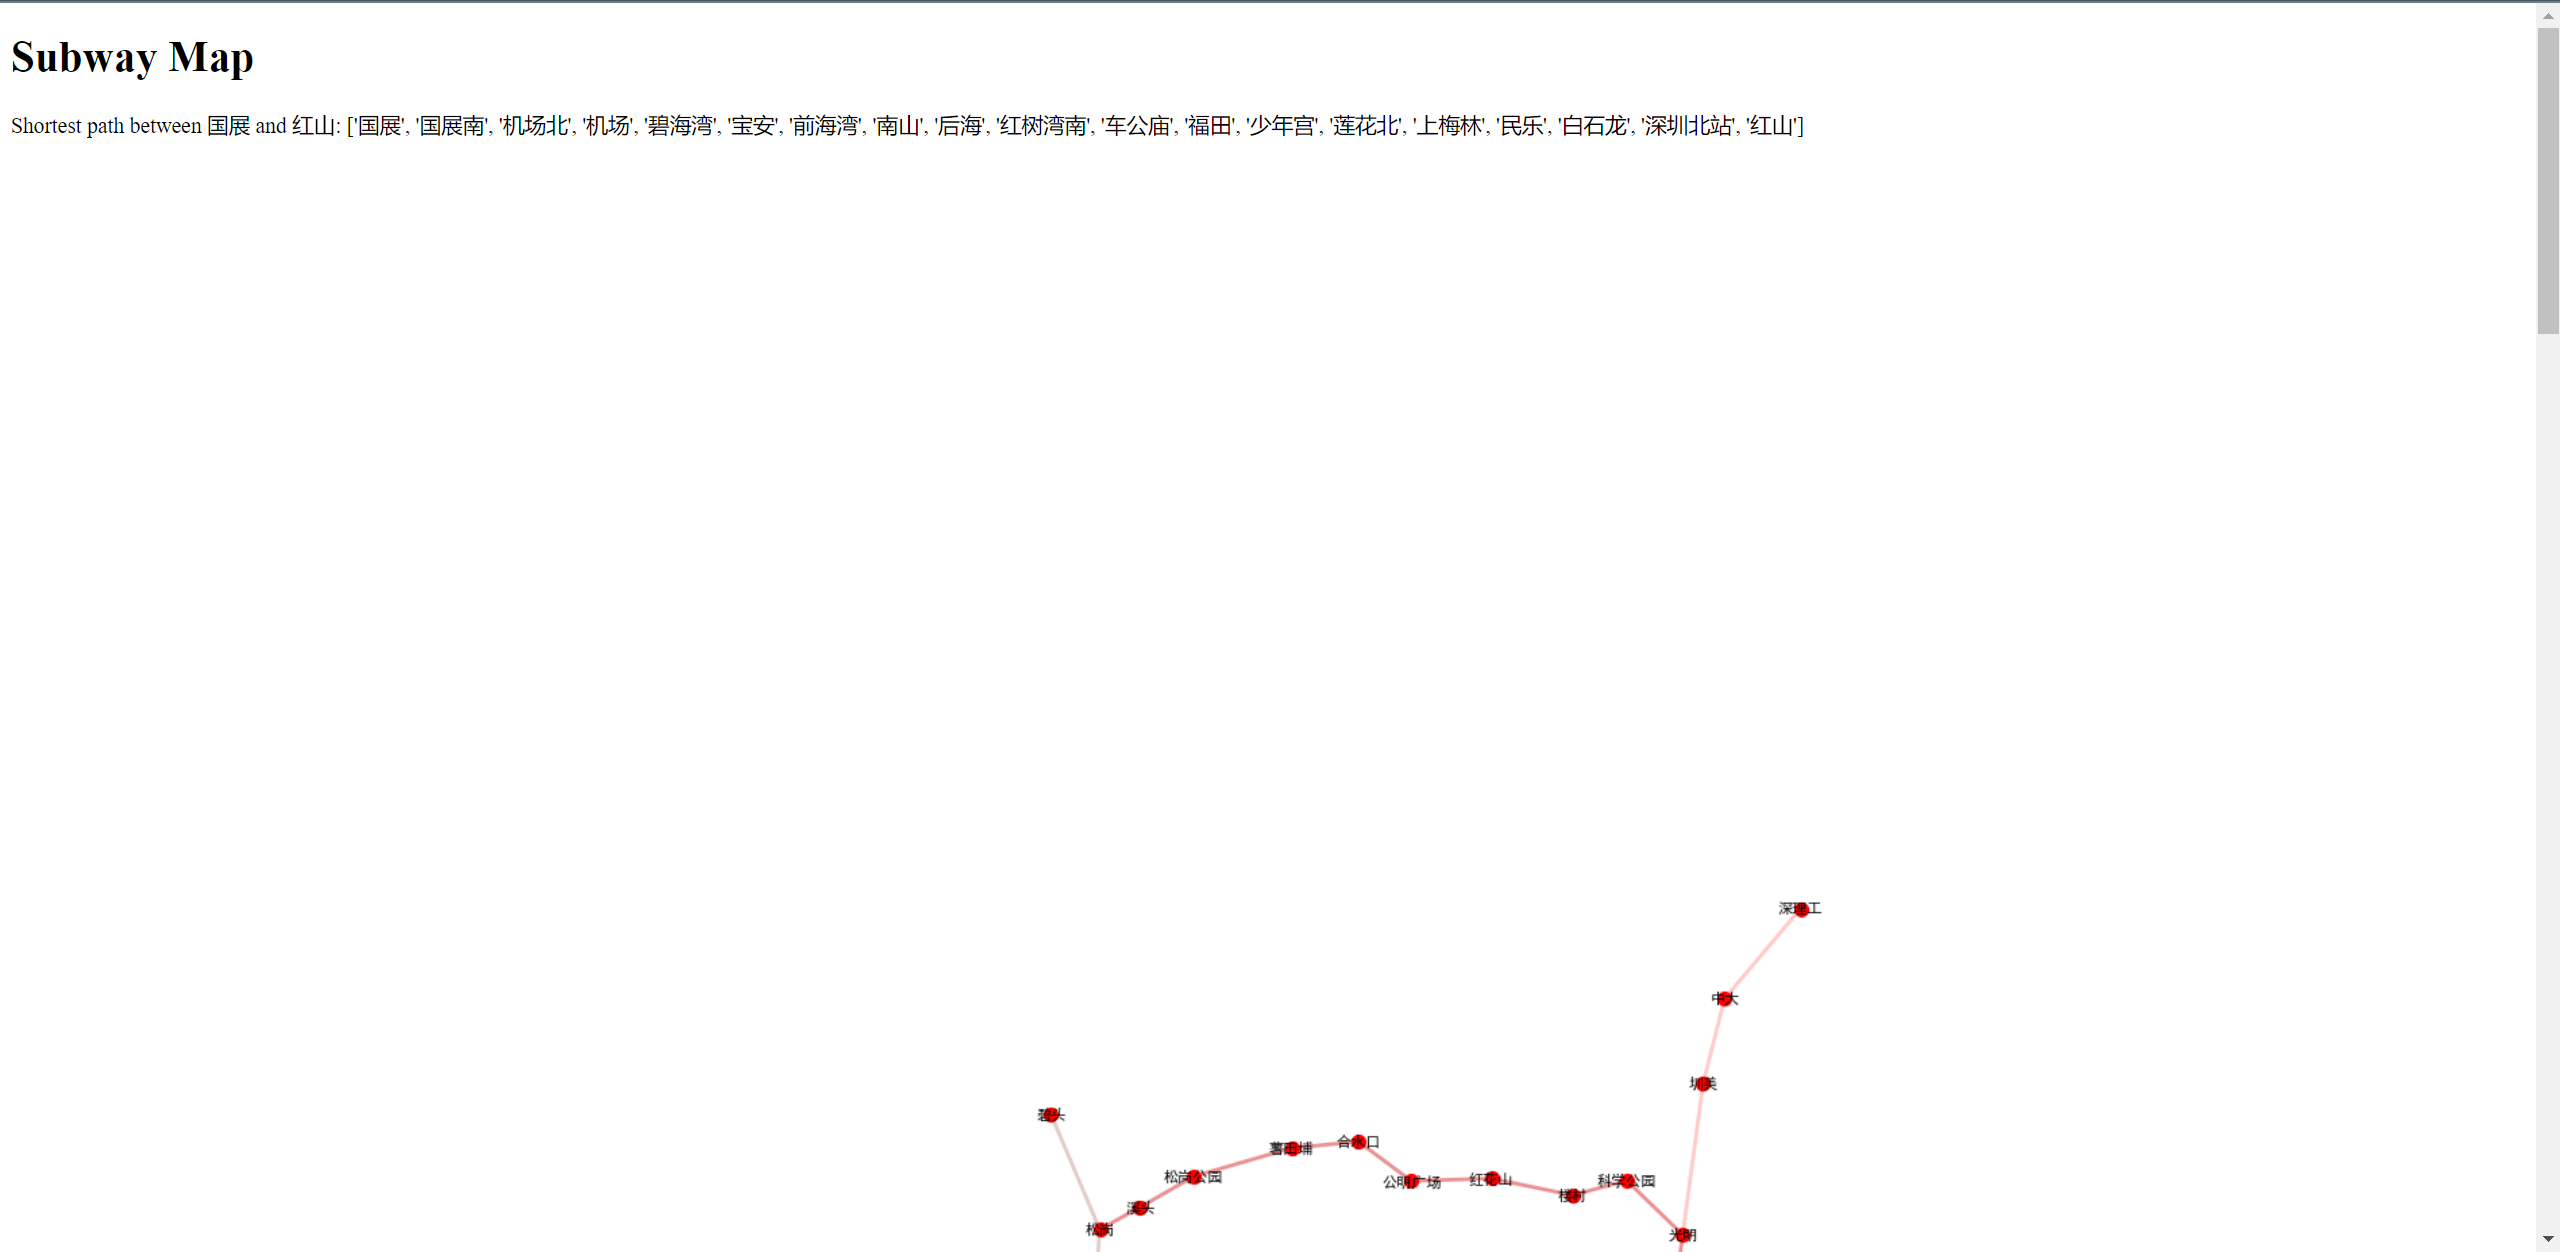 Subway Map
Shortest path between 国展 and 红山: ['国展', '国展南', '机场北', '机场', '碧海湾', '宝安', '前海湾', '南山', '后海', '红树湾南', '车公庙', '福田', '少年宫', '莲花北', '上梅林', '民乐', '白石龙', '深圳北站', '红山']
深理工
中大
圳美
碧头
合水口
薯田埔
松岗公园
公明广场
红花山
科学公园
楼村
溪头
松岗
光明